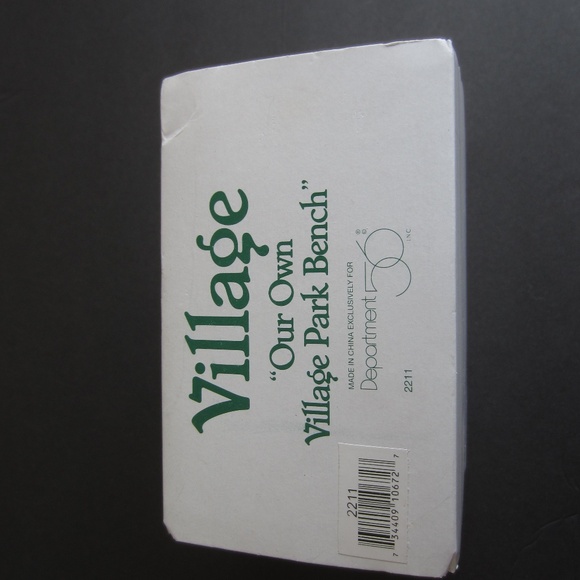 Village
“Our Own
Village Park Bench”
MADE IN CHINA EXCLUSIVELY FOR
Department 56 ® © INC
2211
2211
7 34409 10672 7